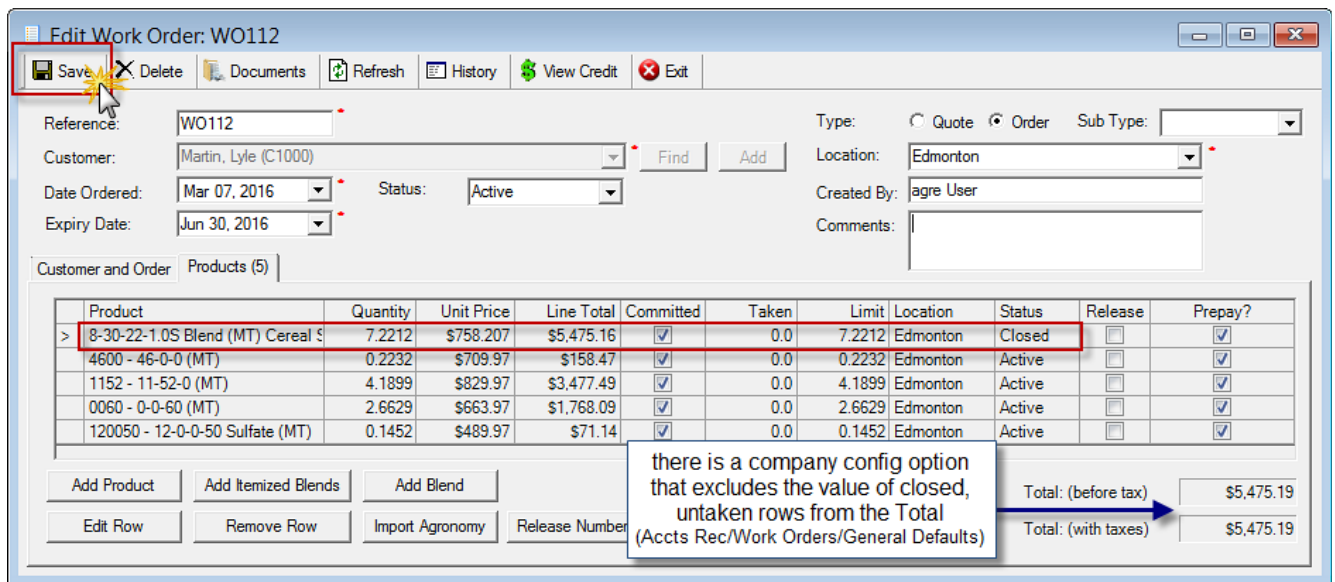 Edit Work Order: WO112
Save Delete Documents Refresh History View Credit Exit
Reference: WO112 * Type: Quote Order Sub Type:
Customer: Martin, Lyle (C1000) * Find Add Location: Edmonton *
Date Ordered: Mar 07, 2016 * Status: Active Created By: agre User
Expiry Date: Jun 30, 2016 * Comments:
Customer and Order Products (5)
Product Quantity Unit Price Line Total Committed Taken Limit Location Status Release Prepay?
> 8-30-22-1.0S Blend (MT) Cereal S 7.2212 $758.207 $5,475.16 0.0 7.2212 Edmonton Closed
4600 - 46-0-0 (MT) 0.2232 $709.97 $158.47 0.0 0.2232 Edmonton Active
1152 - 11-52-0 (MT) 4.1899 $829.97 $3,477.49 0.0 4.1899 Edmonton Active
0060 - 0-0-60 (MT) 2.6629 $663.97 $1,768.09 0.0 2.6629 Edmonton Active
120050 - 12-0-0-50 Sulfate (MT) 0.1452 $489.97 $71.14 0.0 0.1452 Edmonton Active
there is a company config option
that excludes the value of closed,
untaken rows from the Total
(Accts Rec/Work Orders/General Defaults)
Add Product Add Itemized Blends Add Blend Total: (before tax) $5,475.19
Edit Row Remove Row Import Agronomy Release Number Total: (with taxes) $5,475.19